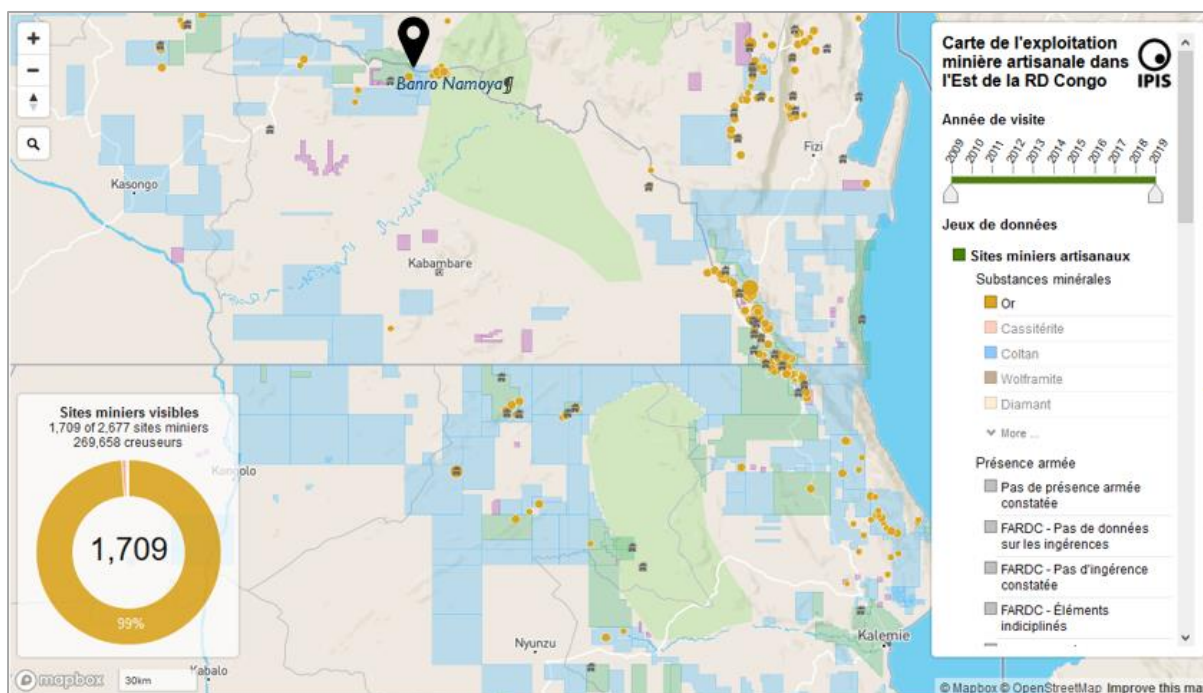 Banro Namoya¶
Kasongo
Kabambare
Fizi
Kongolo
Nyunzu
Kabalo
Kalemie
Carte de l'exploitation
minière artisanale dans
l'Est de la RD Congo
IPIS
Année de visite
2009 2010 2011 2012 2013 2014 2015 2016 2017 2018 2019
Jeux de données
Sites miniers artisanaux
Substances minérales
Or
Cassitérite
Coltan
Wolframite
Diamant
More ...
Présence armée
Pas de présence armée
constatée
FARDC - Pas de données
sur les ingérences
FARDC - Pas d'ingérence
constatée
FARDC - Éléments
indiciplinés
Sites miniers visibles
1,709 of 2,677 sites miniers
269,658 creuseurs
1,709
99%
mapbox
30km
© Mapbox © OpenStreetMap Improve this ma